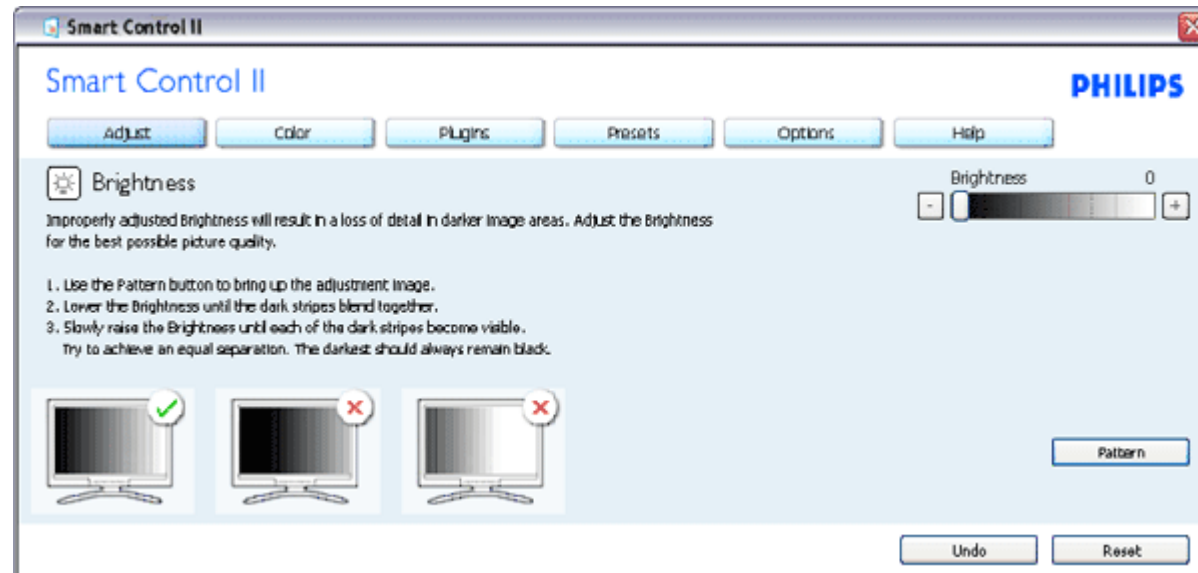 Smart Control II
Smart Control II
PHILIPS
Adjust Color Plugins Presets Options Help
Brightness
Brightness 0
- +
Improperly adjusted Brightness will result in a loss of detail in darker image areas. Adjust the Brightness
for the best possible picture quality.
1. Use the Pattern button to bring up the adjustment image.
2. Lower the Brightness until the dark stripes blend together.
3. Slowly raise the Brightness until each of the dark stripes become visible.
Try to achieve an equal separation. The darkest should always remain black.
Pattern
Undo Reset